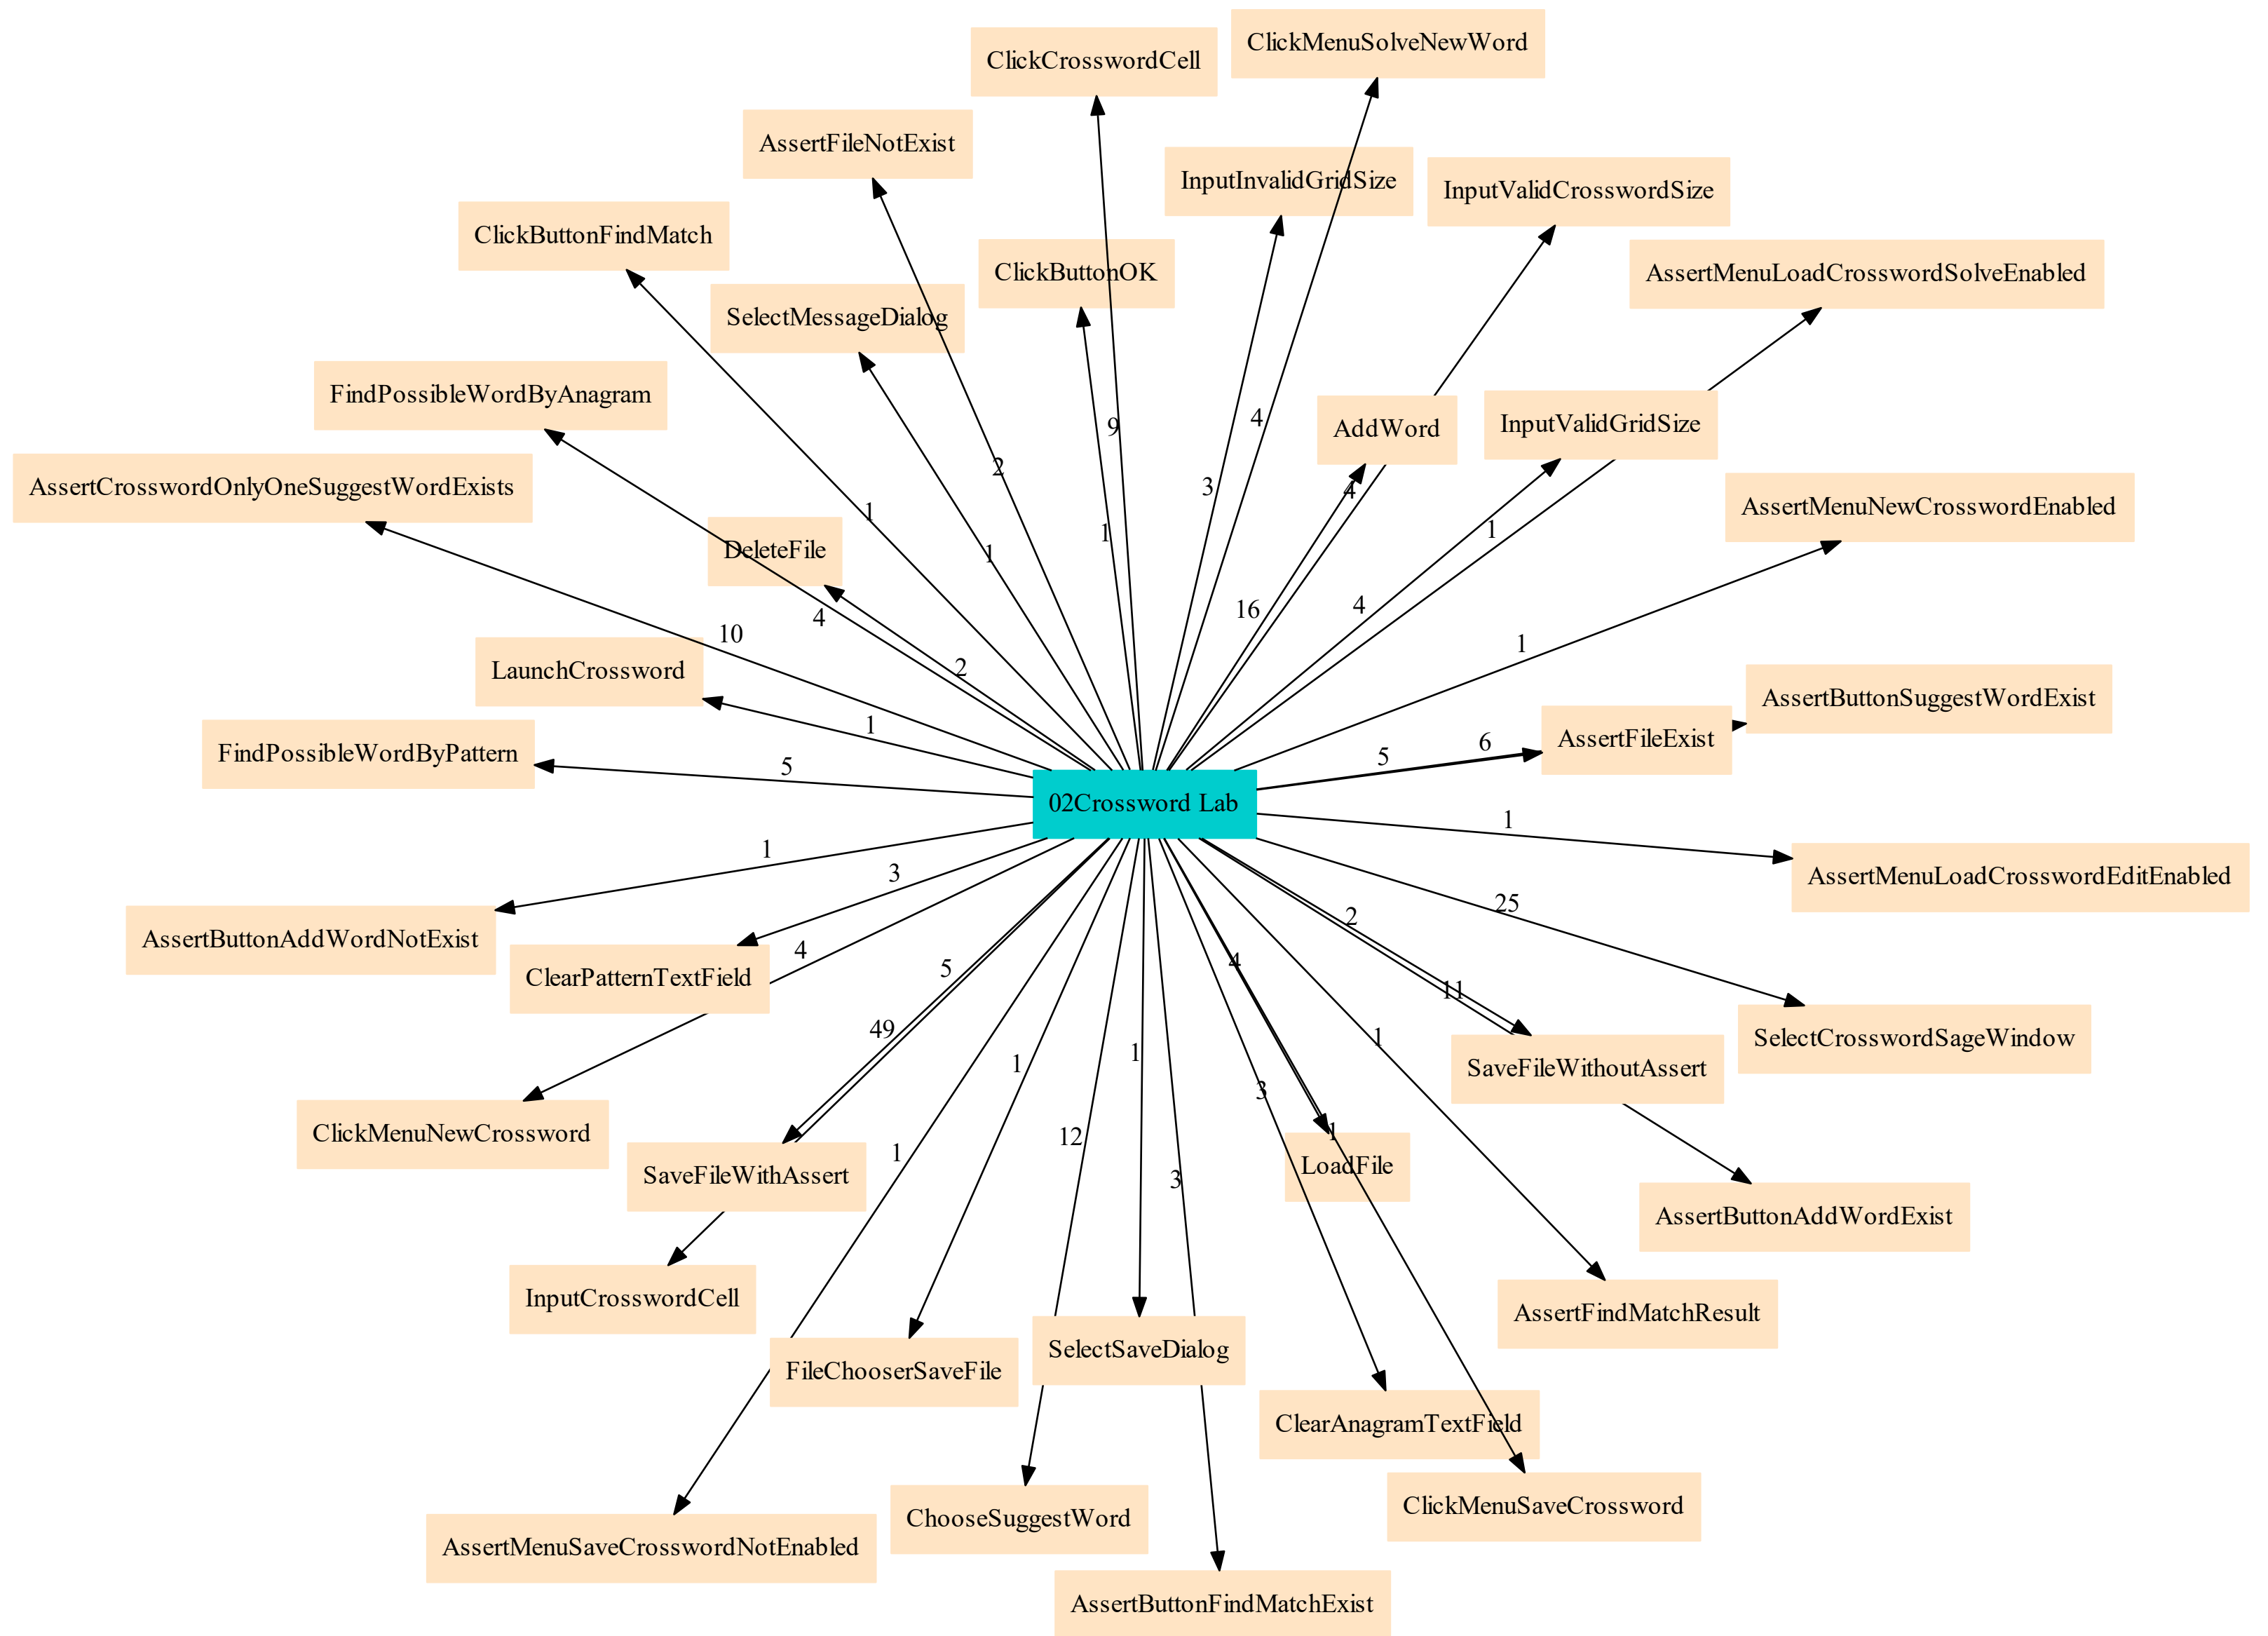 ClickMenuSolveNewWord
ClickCrosswordCell
AssertFileNotExist
InputInvalidGridSize
InputValidCrosswordSize
ClickButtonFindMatch
ClickButtonOK
AssertMenuLoadCrosswordSolveEnabled
SelectMessageDialog
FindPossibleWordByAnagram
4
9
AddWord
InputValidGridSize
2
AssertCrosswordOnlyOneSuggestWordExists
3
4
AssertMenuNewCrosswordEnabled
1
1
1
DeleteFile
1
4
16
4
10
1
2
LaunchCrossword
AssertButtonSuggestWordExist
1
AssertFileExist
6
FindPossibleWordByPattern
5
5
02Crossword Lab
1
1
3
AssertMenuLoadCrosswordEditEnabled
25
2
AssertButtonAddWordNotExist
4
4
5
ClearPatternTextField
11
49
1
SelectCrosswordSageWindow
1
1
SaveFileWithoutAssert
3
ClickMenuNewCrossword
1
12
1
LoadFile
SaveFileWithAssert
3
AssertButtonAddWordExist
InputCrosswordCell
AssertFindMatchResult
SelectSaveDialog
FileChooserSaveFile
ClearAnagramTextField
ClickMenuSaveCrossword
ChooseSuggestWord
AssertMenuSaveCrosswordNotEnabled
AssertButtonFindMatchExist